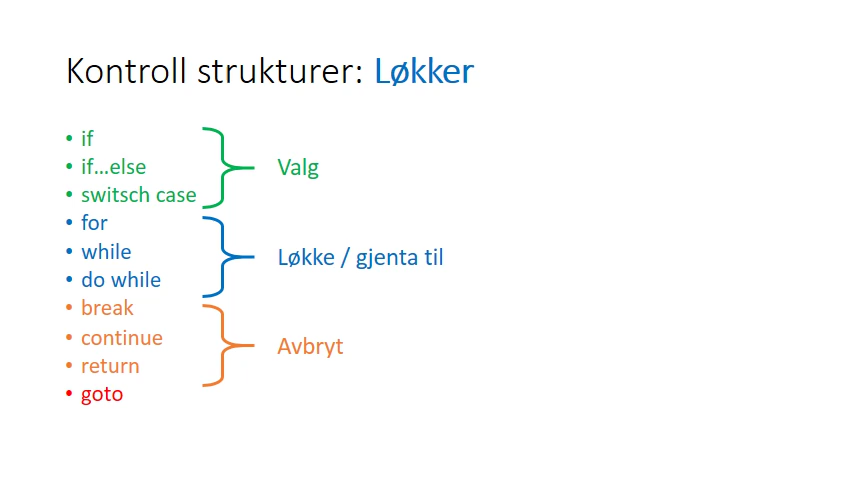 Kontroll strukturer: Løkker
• if
• if…else
• switsch case
Valg
• for
• while
• do while
Løkke / gjenta til
• break
• continue
• return
Avbryt
• goto